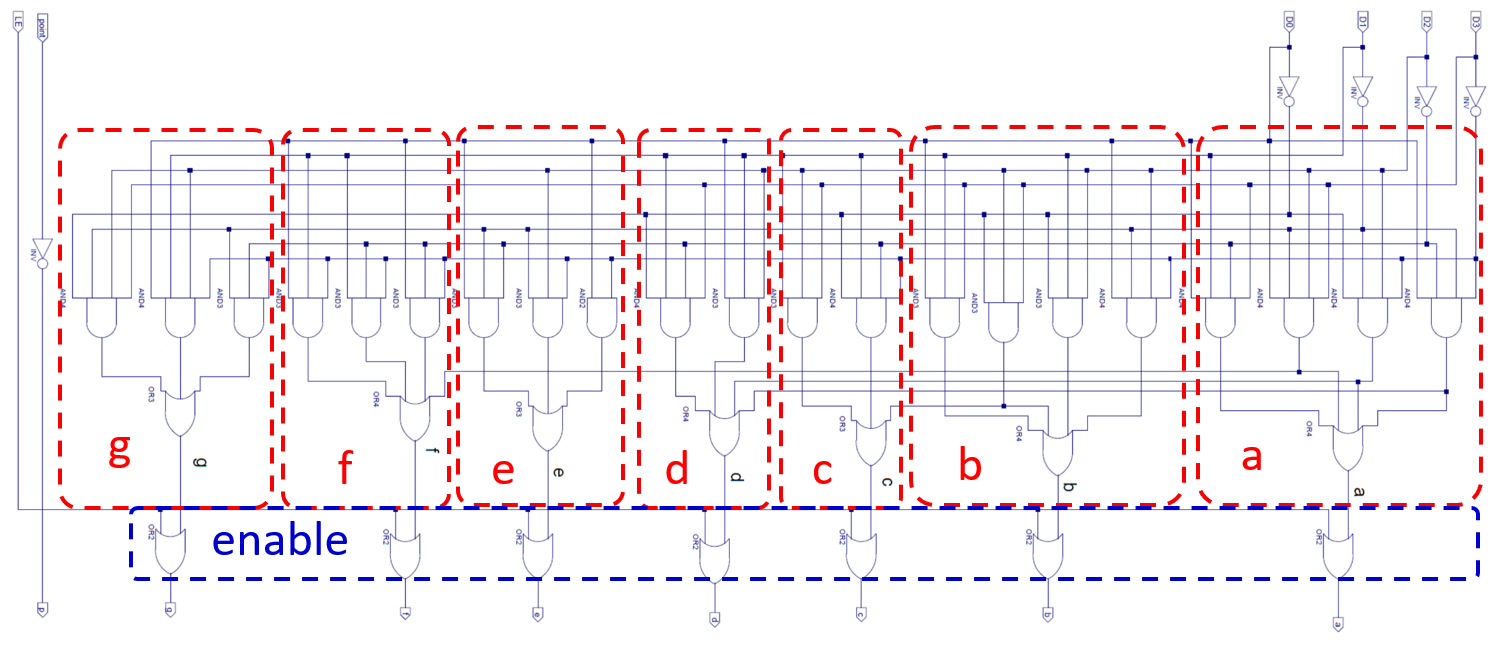 LE
point
D0
D1
D2
D3
INV
INV
INV
INV
INV
AND4
AND4
AND3
AND3
AND3
AND3
AND3
AND3
AND2
AND4
AND3
AND3
AND4
AND3
AND3
AND4
AND4
AND4
AND4
OR3
OR4
OR3
OR4
OR3
OR4
OR4
g
f
e
d
c
b
a
g
f
e
d
c
b
a
enable
OR2
OR2
OR2
OR2
OR2
OR2
OR2
p
g
f
e
d
c
b
a